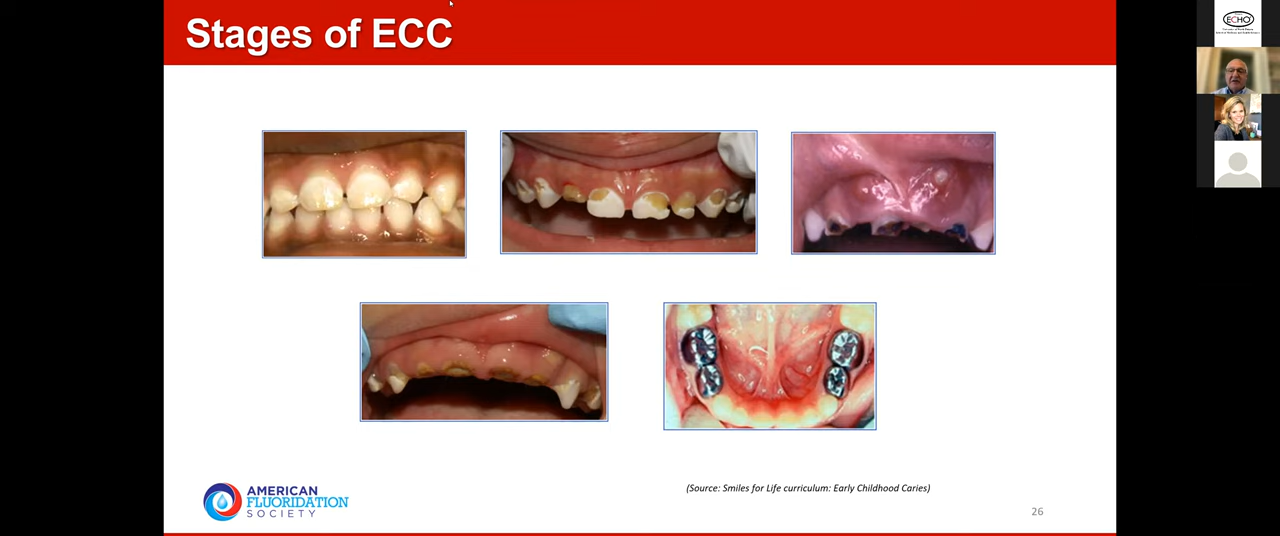 Stages of ECC
ECHO
AMERICAN
FLUORIDATION
SOCIETY
(Source: Smiles for Life curriculum: Early Childhood Caries)
26